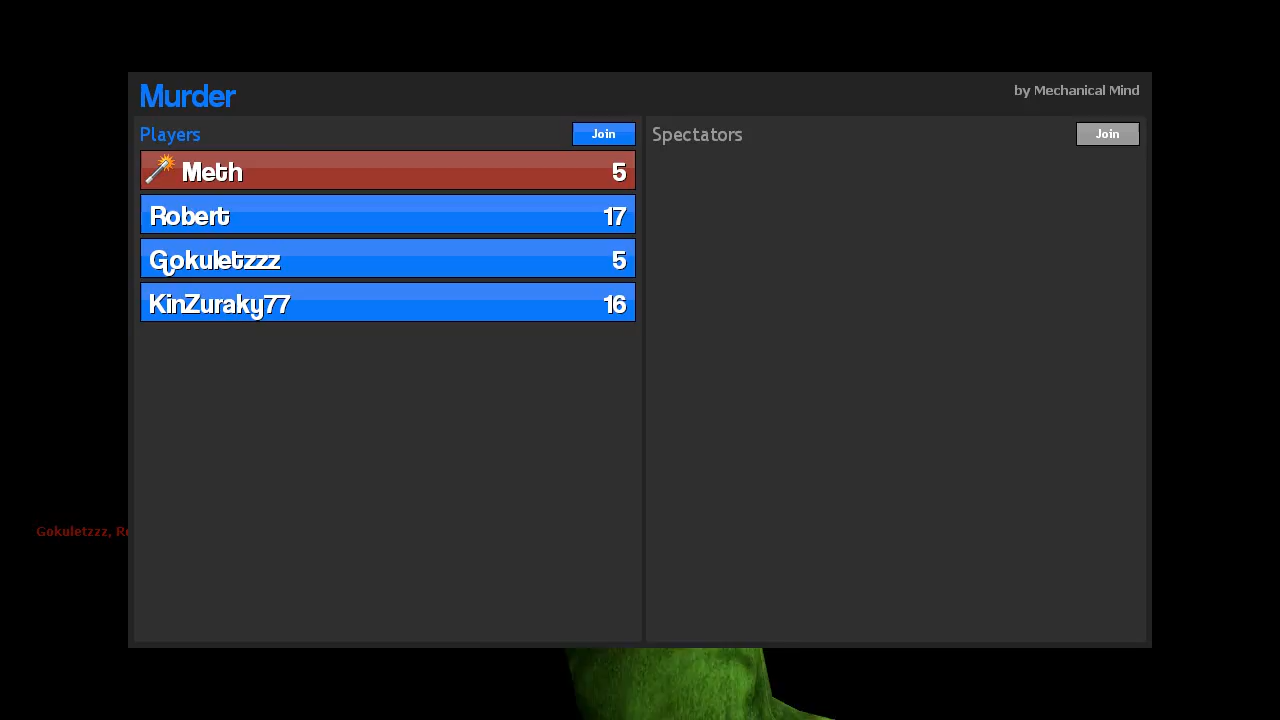 Murder
by Mechanical Mind
Players
Join
Spectators
Join
Meth 5
Robert 17
Gokuletzzz 5
KinZuraky77 16
Gokuletzzz,